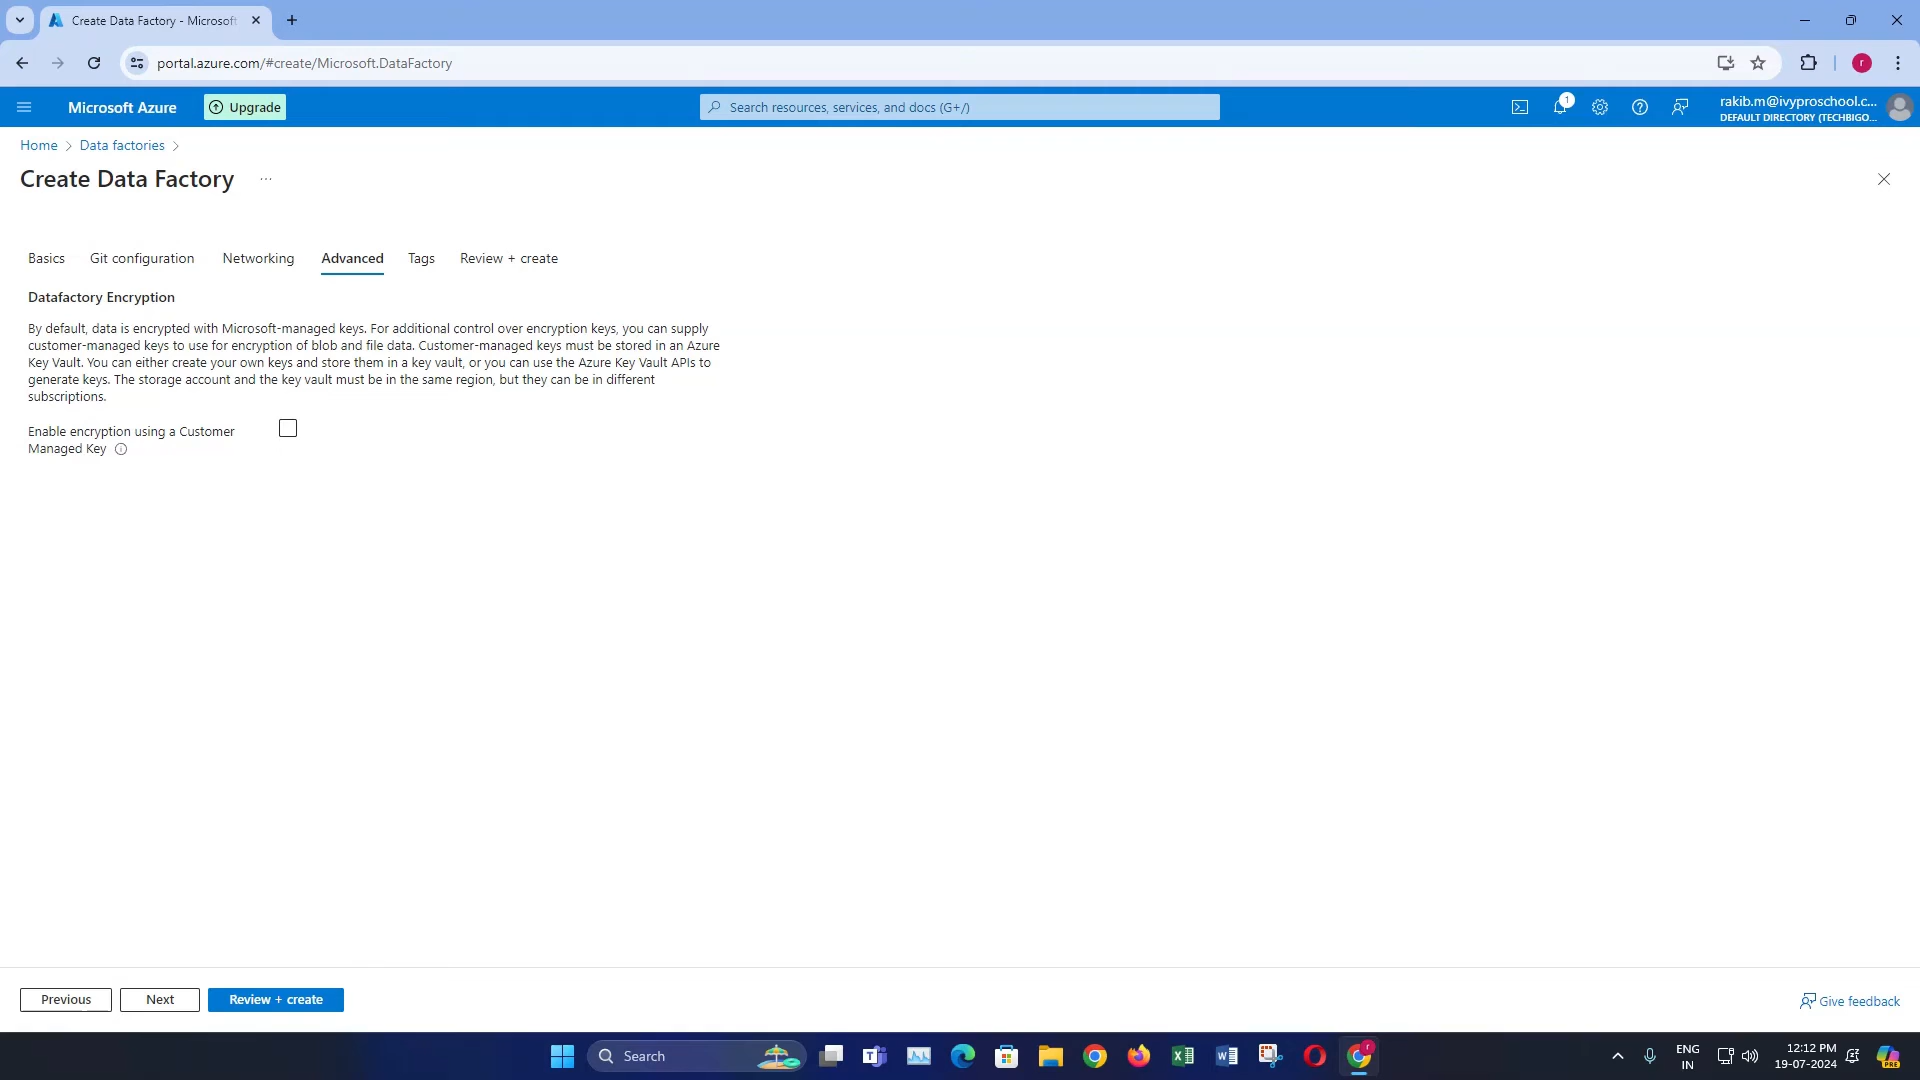 Create Data Factory - Microsoft
portal.azure.com/#create/Microsoft.DataFactory
r
Microsoft Azure
Upgrade
Search resources, services, and docs (G+/)
1
rakib.m@ivyproschool.c...
DEFAULT DIRECTORY (TECHBIGO...
Home > Data factories >
Create Data Factory ...
Basics Git configuration Networking Advanced Tags Review + create
Datafactory Encryption
By default, data is encrypted with Microsoft-managed keys. For additional control over encryption keys, you can supply
customer-managed keys to use for encryption of blob and file data. Customer-managed keys must be stored in an Azure
Key Vault. You can either create your own keys and store them in a key vault, or you can use the Azure Key Vault APIs to
generate keys. The storage account and the key vault must be in the same region, but they can be in different
subscriptions.
Enable encryption using a Customer
Managed Key
Previous Next Review + create
Give feedback
Search
ENG
IN
12:12 PM
19-07-2024
PRE